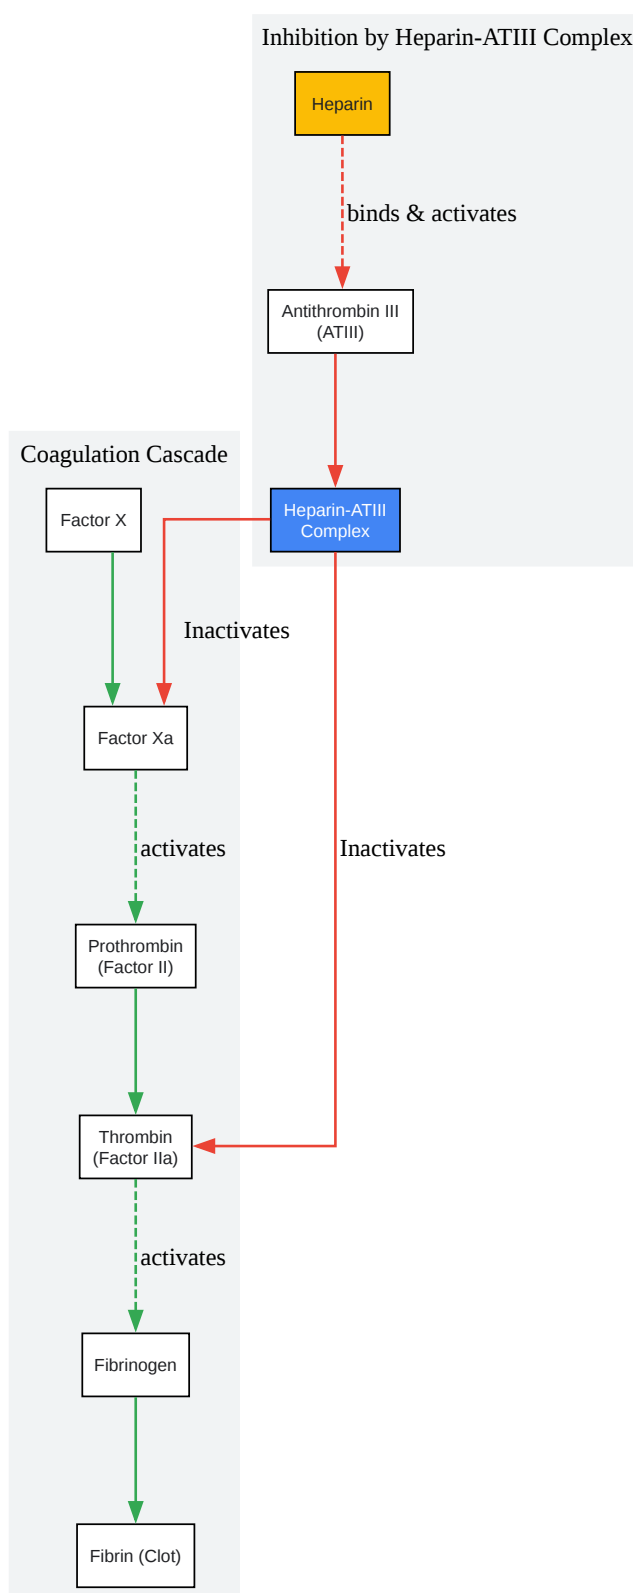 Inhibition by Heparin-ATIII Complex
Heparin
binds & activates
Antithrombin III
(ATIII)
Coagulation Cascade
Factor X
Heparin-ATIII
Complex
Inactivates
Factor Xa
activates
Inactivates
Prothrombin
(Factor II)
Thrombin
(Factor IIa)
activates
Fibrinogen
Fibrin (Clot)